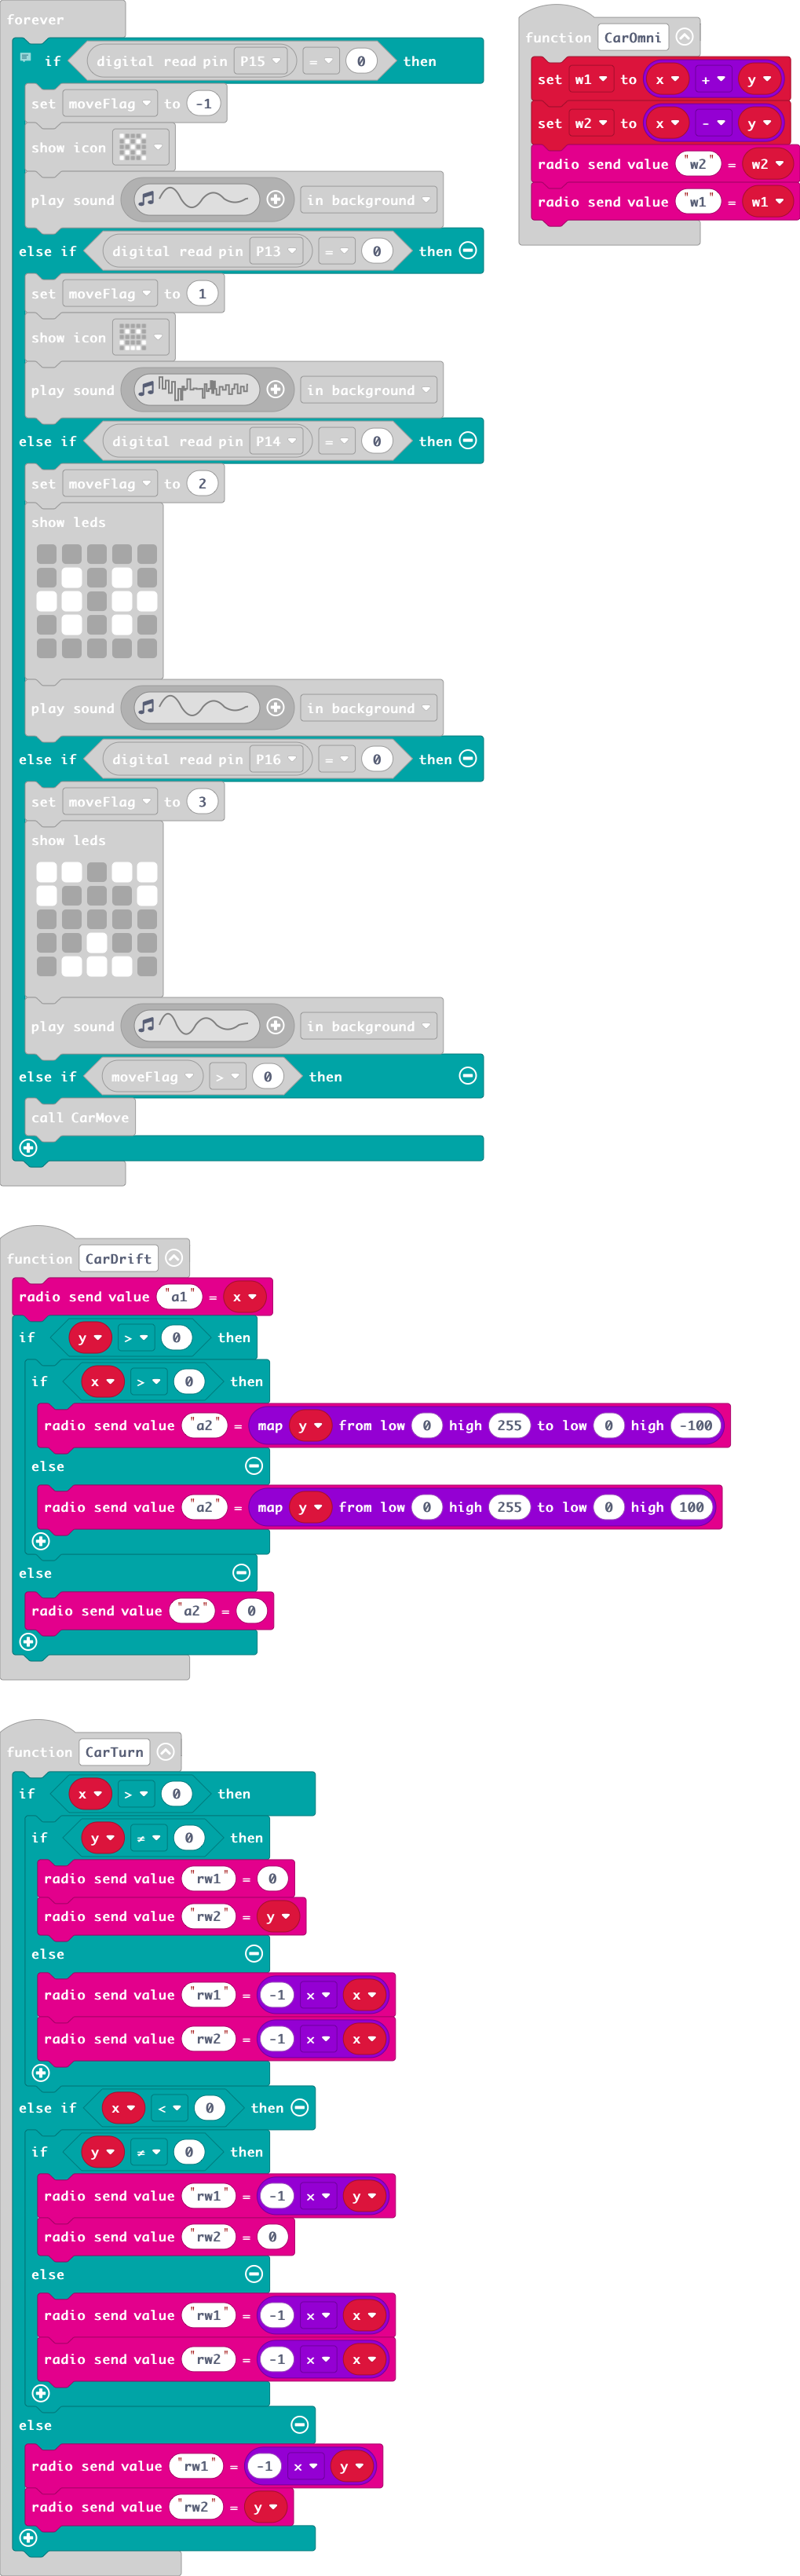 forever
if digital read pin P15 = 0 then
set moveFlag to -1
show icon
play sound in background
else if digital read pin P13 = 0 then
set moveFlag to 1
show icon
play sound in background
else if digital read pin P14 = 0 then
set moveFlag to 2
show leds
play sound in background
else if digital read pin P16 = 0 then
set moveFlag to 3
show leds
play sound in background
else if moveFlag > 0 then
call CarMove
function CarOmni
set w1 to x + y
set w2 to x - y
radio send value "w2" = w2
radio send value "w1" = w1
function CarDrift
radio send value "a1" = x
if y > 0 then
if x > 0 then
radio send value "a2" = map y from low 0 high 255 to low 0 high -100
else
radio send value "a2" = map y from low 0 high 255 to low 0 high 100
else
radio send value "a2" = 0
function CarTurn
if x > 0 then
if y ≠ 0 then
radio send value "rw1" = 0
radio send value "rw2" = y
else
radio send value "rw1" = -1 × x
radio send value "rw2" = -1 × x
else if x < 0 then
if y ≠ 0 then
radio send value "rw1" = -1 × y
radio send value "rw2" = 0
else
radio send value "rw1" = -1 × x
radio send value "rw2" = -1 × x
else
radio send value "rw1" = -1 × y
radio send value "rw2" = y